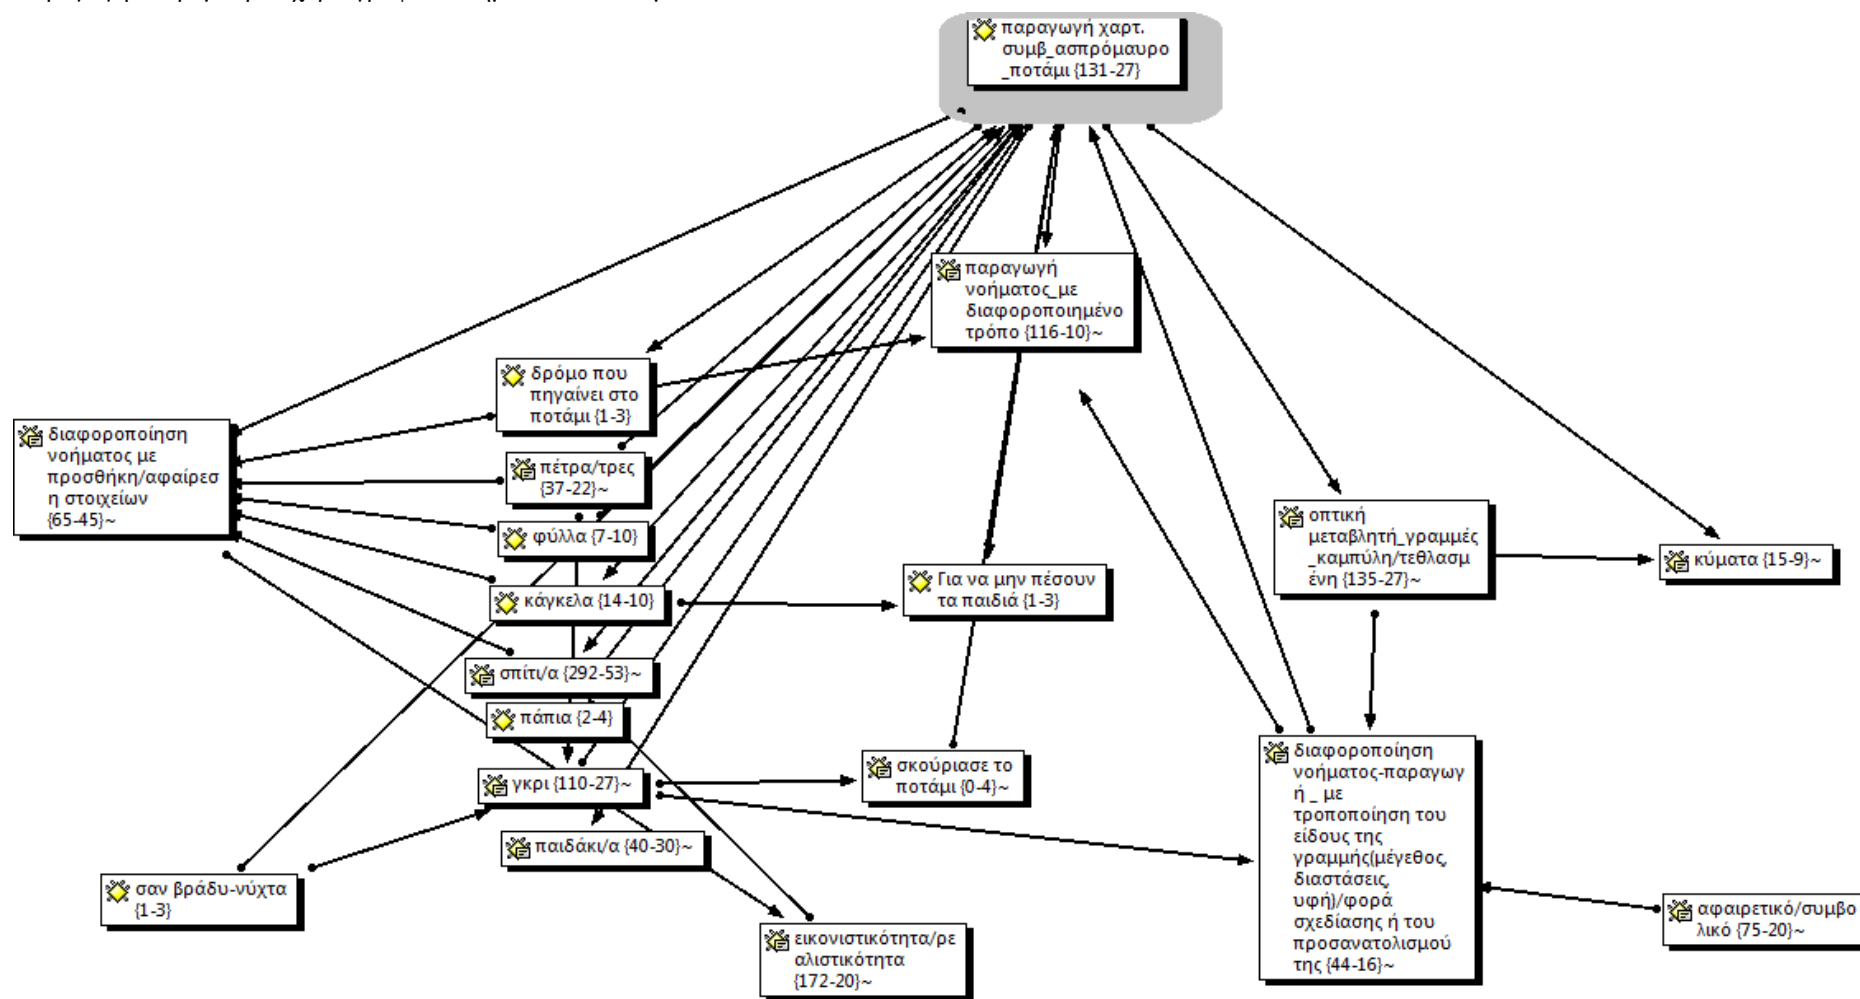 παραγωγή χαρτ.
συμβ_ασπρόμαυρο
_ποτάμι {131-27}
παραγωγή
νοήματος_με
διαφοροποιημένο
τρόπο {116-10}~
δρόμο που
πηγαίνει στο
ποτάμι {1-3}
διαφοροποίηση
νοήματος με
προσθήκη/αφαίρεσ
η στοιχείων
{65-45}~
πέτρα/τρες
{37-22}~
φύλλα {7-10}
κάγκελα {14-10}
σπίτι/α {292-53}~
πάπια {2-4}
γκρι {110-27}~
παιδάκι/α {40-30}~
Για να μην πέσουν
τα παιδιά {1-3}
σκούριασε το
ποτάμι {0-4}~
οπτική
μεταβλητή_γραμμές
_καμπύλη/τεθλασμ
ένη {135-27}~
κύματα {15-9}~
διαφοροποίηση
νοήματος-παραγωγ
ή _ με
τροποποίηση του
είδους της
γραμμής(μέγεθος,
διαστάσεις,
υφή)/φορά
σχεδίασης ή του
προσανατολισμού
της {44-16}~
σαν βράδυ-νύχτα
{1-3}
εικονιστικότητα/ρε
αλιστικότητα
{172-20}~
αφαιρετικό/συμβο
λικό {75-20}~